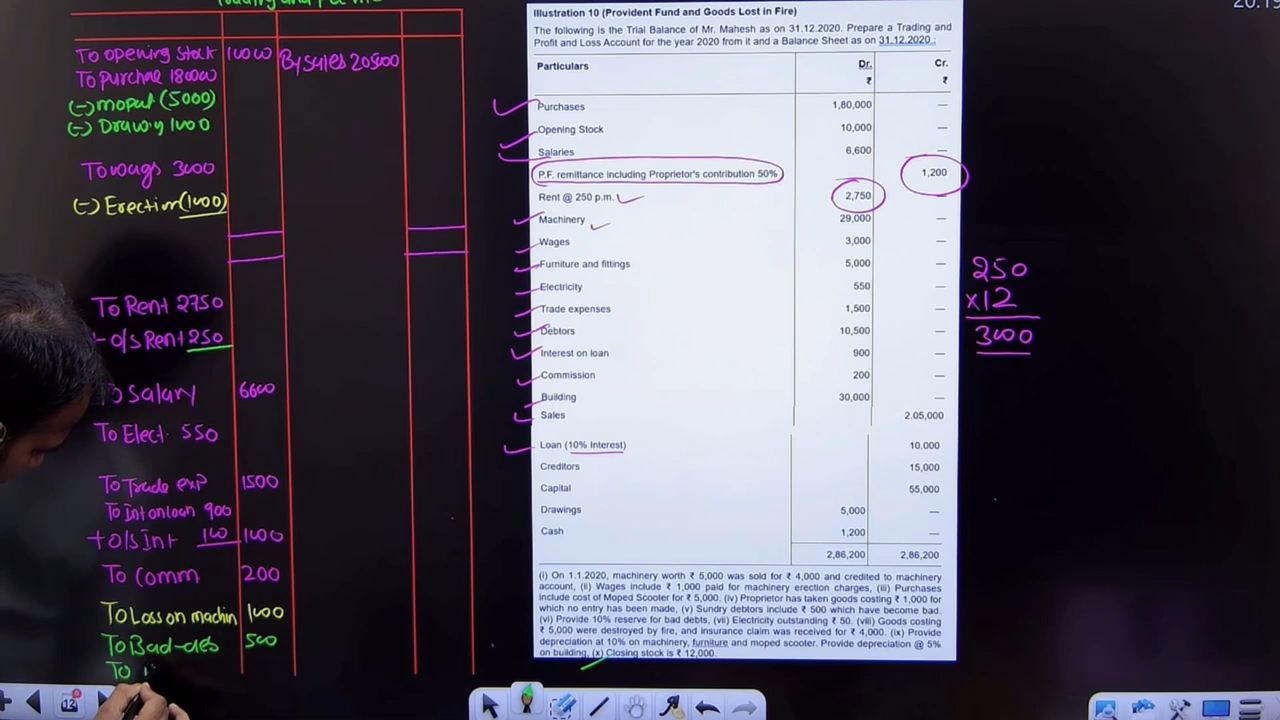 20:19
To opening stock 10000 By Sales 205000
To purchase 180000
(-) moped (5000)
(-) Drawing 1000
To wages 3000
(-) Erection (1000)
To Rent 2750
+ o/s Rent 250
To Salary 6600
To Elect. 550
To Trade exp 1500
To Int on loan 900
+ O/s Int 100 1000
To Comm 200
To Loss on machin 1000
To Bad-des 500
To
Illustration 10 (Provident Fund and Goods Lost in Fire)
The following is the Trial Balance of Mr. Mahesh as on 31.12.2020. Prepare a Trading and
Profit and Loss Account for the year 2020 from it and a Balance Sheet as on 31.12.2020 :
Particulars Dr. Cr.
₹ ₹
Purchases 1,80,000 —
Opening Stock 10,000 —
Salaries 6,600 —
P.F. remittance including Proprietor's contribution 50% 1,200
Rent @ 250 p.m. 2,750 —
Machinery 29,000 —
Wages 3,000 —
Furniture and fittings 5,000 —
Electricity 550 —
Trade expenses 1,500 —
Debtors 10,500 —
Interest on loan 900 —
Commission 200 —
Building 30,000 —
Sales 2.05,000
Loan (10% Interest) 10.000
Creditors 15,000
Capital 55,000
Drawings 5,000 —
Cash 1,200 —
2,86,200 2,86,200
(i) On 1.1.2020, machinery worth ₹ 5,000 was sold for ₹ 4,000 and credited to machinery
account, (ii) Wages include ₹ 1,000 paid for machinery erection charges, (iii) Purchases
include cost of Moped Scooter for ₹ 5,000. (iv) Proprietor has taken goods costing ₹ 1,000 for
which no entry has been made, (v) Sundry debtors include ₹ 500 which have become bad.
(vi) Provide 10% reserve for bad debts, (vii) Electricity outstanding ₹ 50. (viii) Goods costing
₹ 5,000 were destroyed by fire, and insurance claim was received for ₹ 4,000. (ix) Provide
depreciation at 10% on machinery, furniture and moped scooter. Provide depreciation @ 5%
on building, (x) Closing stock is ₹ 12,000.
250
×12
3000
12